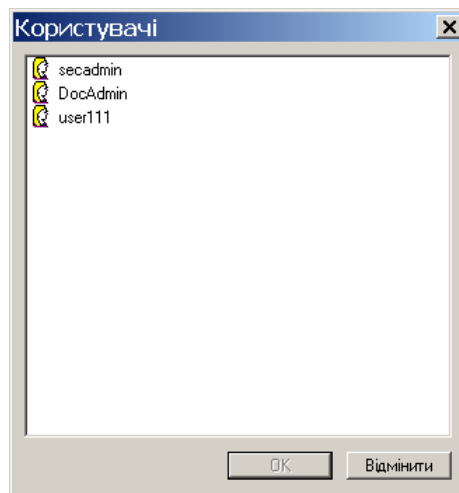 Користувачі
secadmin
DocAdmin
user111
OK
Відмінити